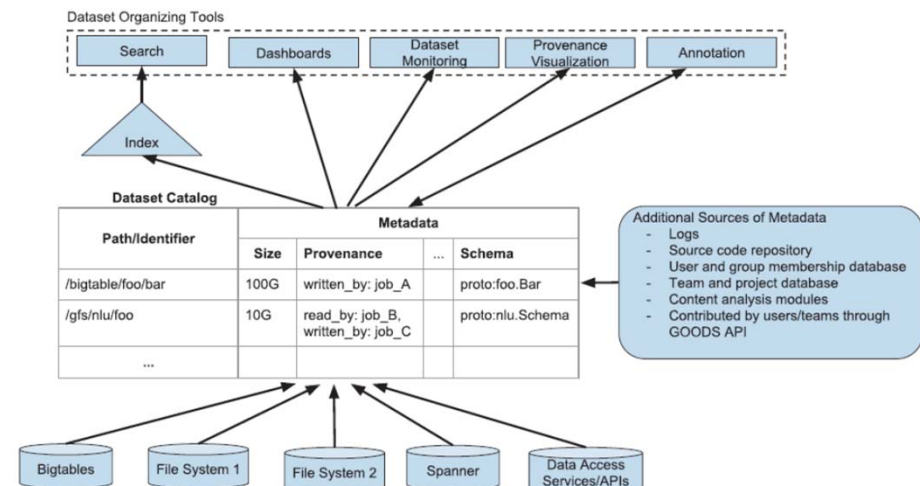 Dataset Organizing Tools
Search
Dashboards
Dataset
Monitoring
Provenance
Visualization
Annotation
Index
Dataset Catalog
Path/Identifier
Metadata
Size
Provenance
...
Schema
/bigtable/foo/bar
100G
written_by: job_A
proto:foo.Bar
/gfs/nlu/foo
10G
read_by: job_B,
written_by: job_C
proto:nlu.Schema
...
Additional Sources of Metadata
- Logs
- Source code repository
- User and group membership database
- Team and project database
- Content analysis modules
- Contributed by users/teams through
GOODS API
Bigtables
File System 1
File System 2
Spanner
Data Access
Services/APIs